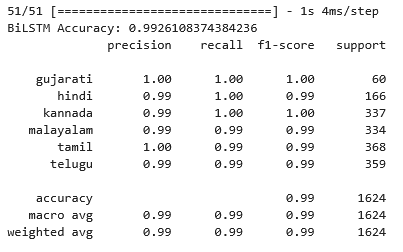 51/51 [==============================] - 1s 4ms/step
BiLSTM Accuracy: 0.9926108374384236
precision recall f1-score support
gujarati 1.00 1.00 1.00 60
hindi 0.99 0.99 0.99 166
kannada 0.99 1.00 1.00 337
malayalam 0.99 0.99 0.99 334
tamil 1.00 0.99 0.99 368
telugu 0.99 0.99 0.99 359
accuracy 0.99 1624
macro avg 0.99 0.99 0.99 1624
weighted avg 0.99 0.99 0.99 1624